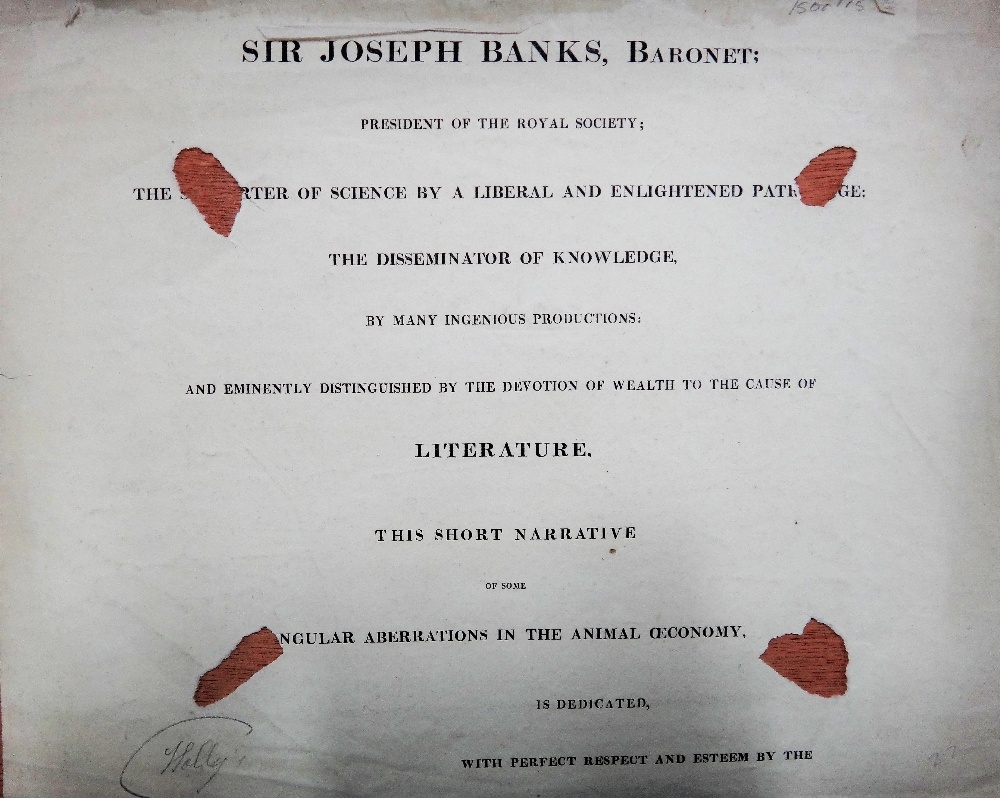 SIR JOSEPH BANKS, BARONET;
PRESIDENT OF THE ROYAL SOCIETY;
THE RTER OF SCIENCE BY A LIBERAL AND ENLIGHTENED PATR GE;
THE DISSEMINATOR OF KNOWLEDGE,
BY MANY INGENIOUS PRODUCTIONS:
AND EMINENTLY DISTINGUISHED BY THE DEVOTION OF WEALTH TO THE CAUSE OF
LITERATURE,
THIS SHORT NARRATIVE
OF SOME
NGULAR ABERRATIONS IN THE ANIMAL ŒCONOMY,
IS DEDICATED,
WITH PERFECT RESPECT AND ESTEEM BY THE